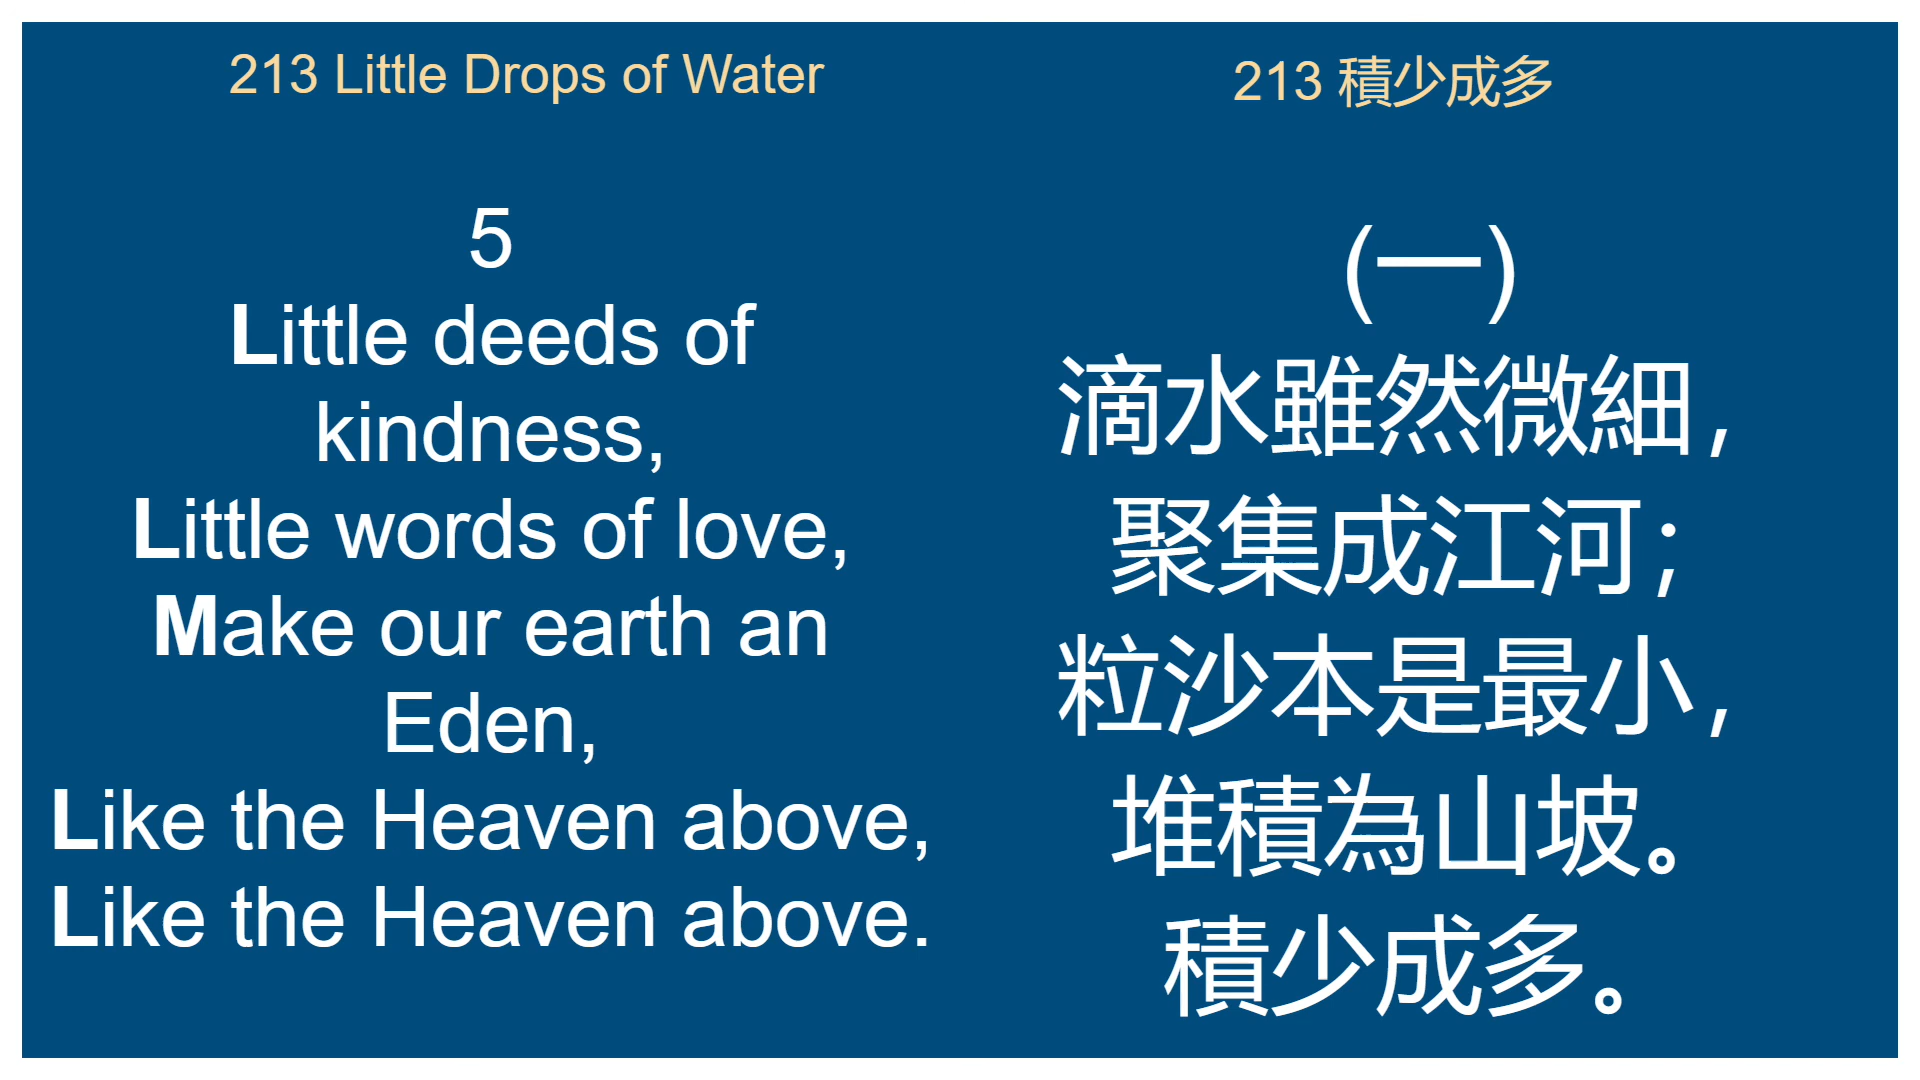 213 Little Drops of Water
5
Little deeds of
kindness,
Little words of love,
Make our earth an
Eden,
Like the Heaven above,
Like the Heaven above.
213 積少成多
(一)
滴水雖然微細,
聚集成江河;
粒沙本是最小,
堆積為山坡。
積少成多。